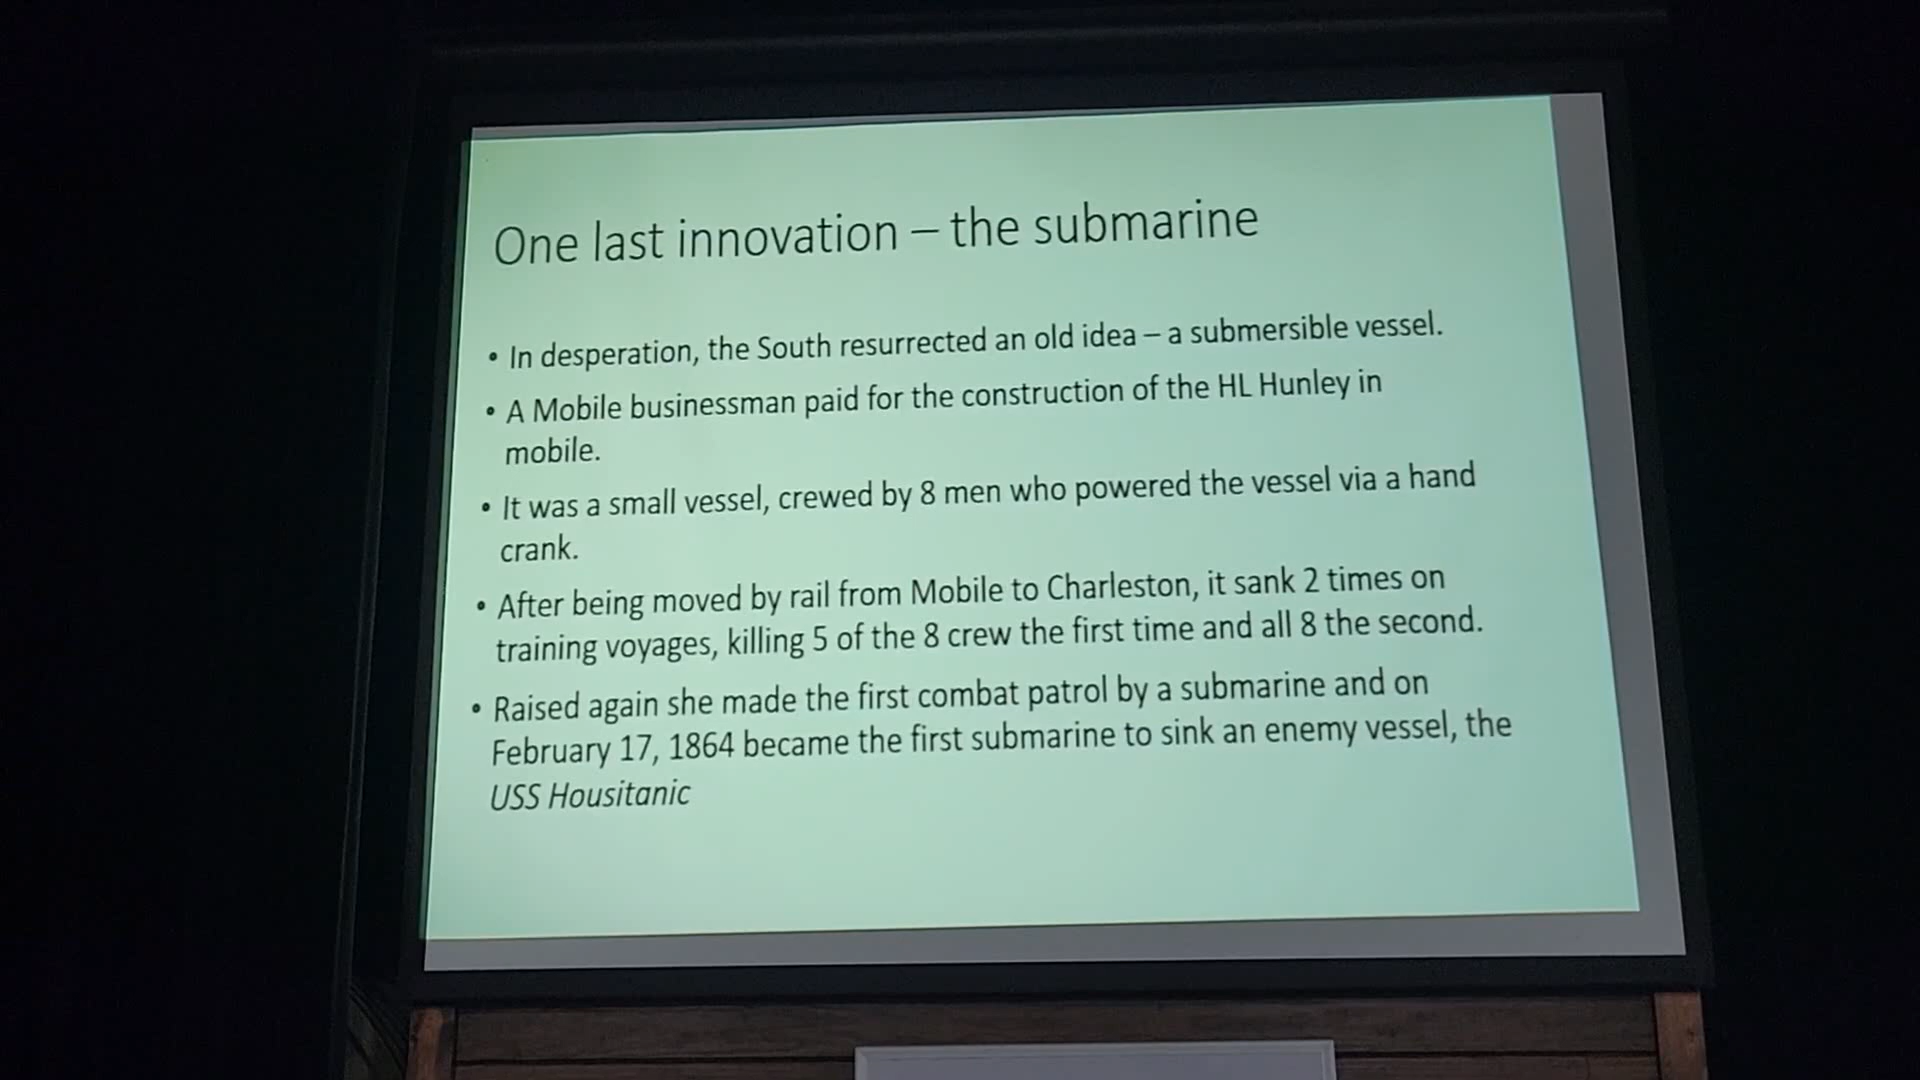 One last innovation – the submarine
• In desperation, the South resurrected an old idea – a submersible vessel.
• A Mobile businessman paid for the construction of the HL Hunley in
mobile.
• It was a small vessel, crewed by 8 men who powered the vessel via a hand
crank.
• After being moved by rail from Mobile to Charleston, it sank 2 times on
training voyages, killing 5 of the 8 crew the first time and all 8 the second.
• Raised again she made the first combat patrol by a submarine and on
February 17, 1864 became the first submarine to sink an enemy vessel, the
USS Housitanic